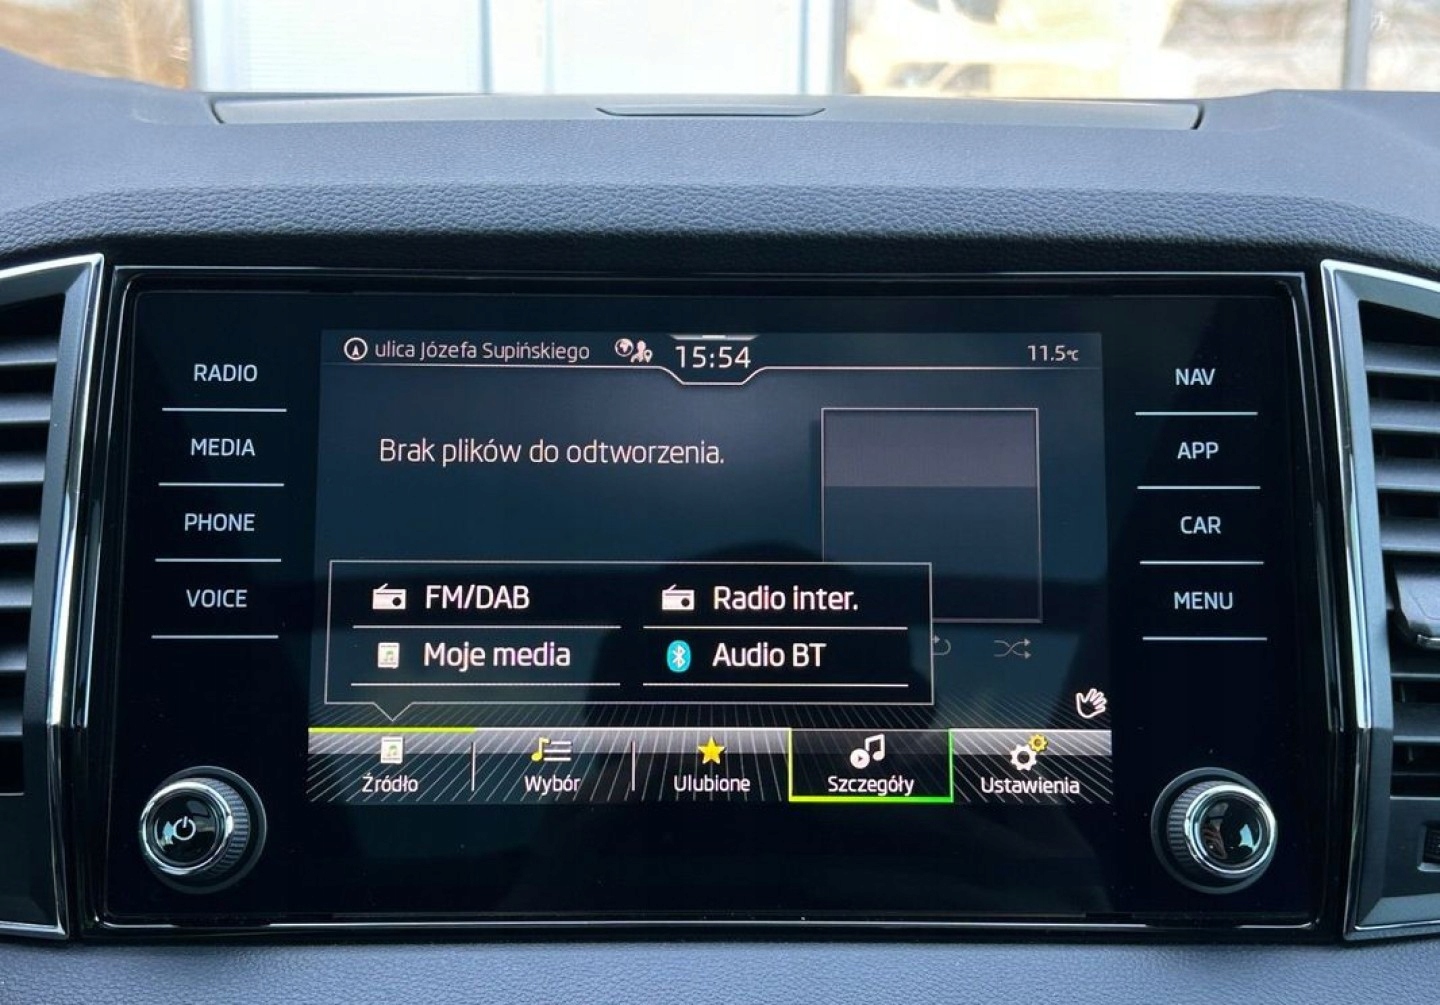 ulica Józefa Supińskiego 15:54 11.5°C
RADIO
MEDIA
PHONE
VOICE
Brak plików do odtworzenia.
FM/DAB Radio inter.
Moje media Audio BT
Źródło Wybór Ulubione Szczegóły Ustawienia
NAV
APP
CAR
MENU